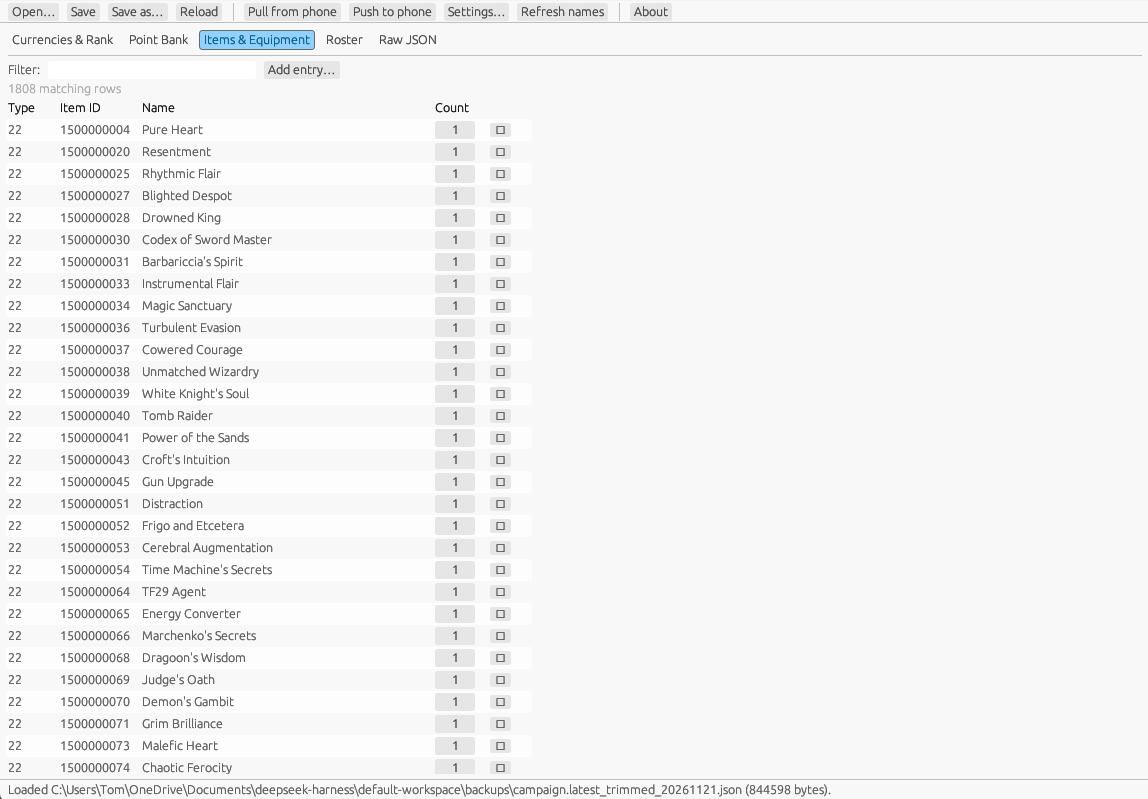 Open... Save Save as... Reload Pull from phone Push to phone Settings... Refresh names About
Currencies & Rank Point Bank Items & Equipment Roster Raw JSON
Filter: Add entry...
1808 matching rows
Type Item ID Name Count
22 1500000004 Pure Heart 1
22 1500000020 Resentment 1
22 1500000025 Rhythmic Flair 1
22 1500000027 Blighted Despot 1
22 1500000028 Drowned King 1
22 1500000030 Codex of Sword Master 1
22 1500000031 Barbariccia's Spirit 1
22 1500000033 Instrumental Flair 1
22 1500000034 Magic Sanctuary 1
22 1500000036 Turbulent Evasion 1
22 1500000037 Cowered Courage 1
22 1500000038 Unmatched Wizardry 1
22 1500000039 White Knight's Soul 1
22 1500000040 Tomb Raider 1
22 1500000041 Power of the Sands 1
22 1500000043 Croft's Intuition 1
22 1500000045 Gun Upgrade 1
22 1500000051 Distraction 1
22 1500000052 Frigo and Etcetera 1
22 1500000053 Cerebral Augmentation 1
22 1500000054 Time Machine's Secrets 1
22 1500000064 TF29 Agent 1
22 1500000065 Energy Converter 1
22 1500000066 Marchenko's Secrets 1
22 1500000068 Dragoon's Wisdom 1
22 1500000069 Judge's Oath 1
22 1500000070 Demon's Gambit 1
22 1500000071 Grim Brilliance 1
22 1500000073 Malefic Heart 1
22 1500000074 Chaotic Ferocity 1
Loaded C:\Users\Tom\OneDrive\Documents\deepseek-harness\default-workspace\backups\campaign.latest_trimmed_20261121.json (844598 bytes).